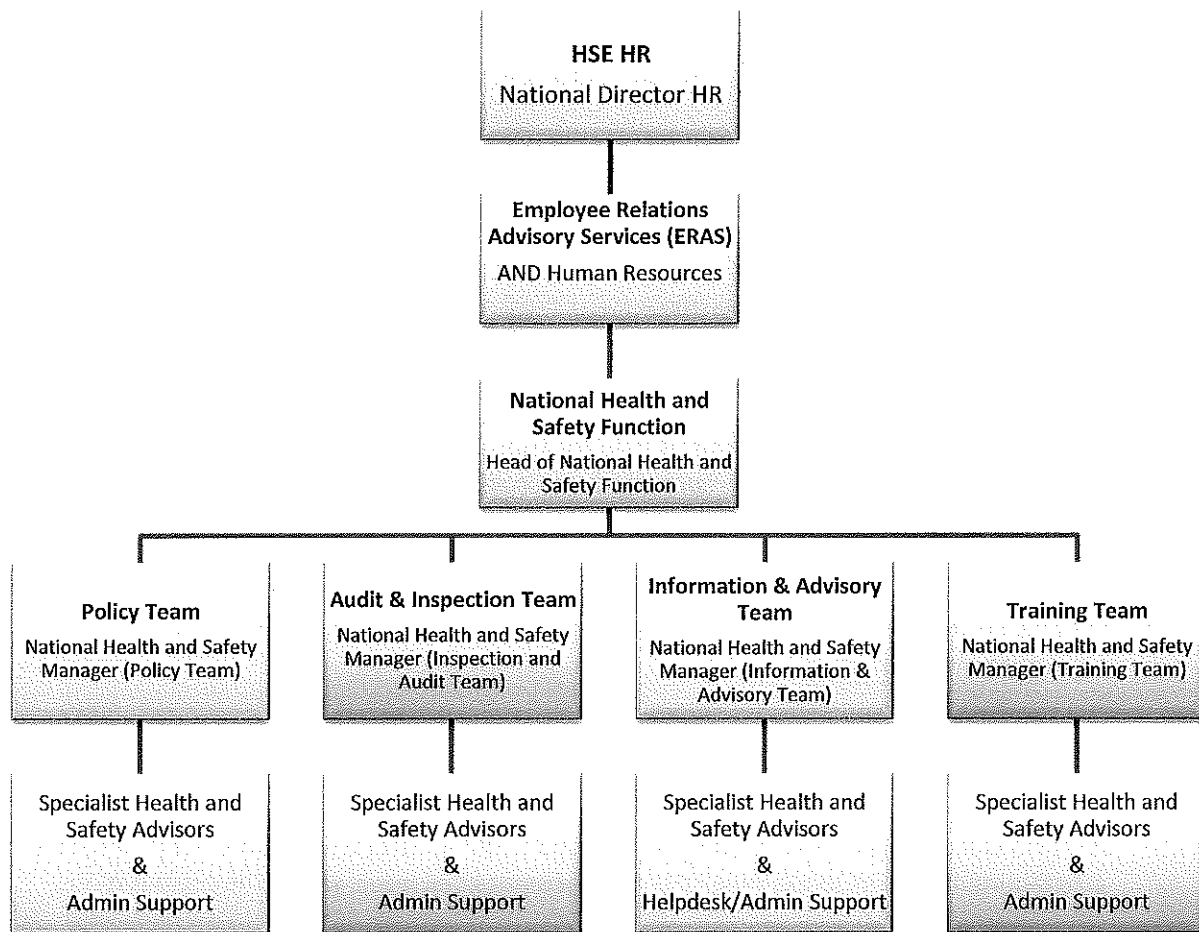 HSE HR
National Director HR
Employee Relations
Advisory Services (ERAS)
AND Human Resources
National Health and
Safety Function
Head of National Health and
Safety Function
Policy Team
National Health and Safety
Manager (Policy Team)
Audit & Inspection Team
National Health and Safety
Manager (Inspection and
Audit Team)
Information & Advisory
Team
National Health and Safety
Manager (Information &
Advisory Team)
Training Team
National Health and Safety
Manager (Training Team)
Specialist Health and
Safety Advisors
&
Admin Support
Specialist Health and
Safety Advisors
&
Admin Support
Specialist Health and
Safety Advisors
&
Helpdesk/Admin Support
Specialist Health and
Safety Advisors
&
Admin Support